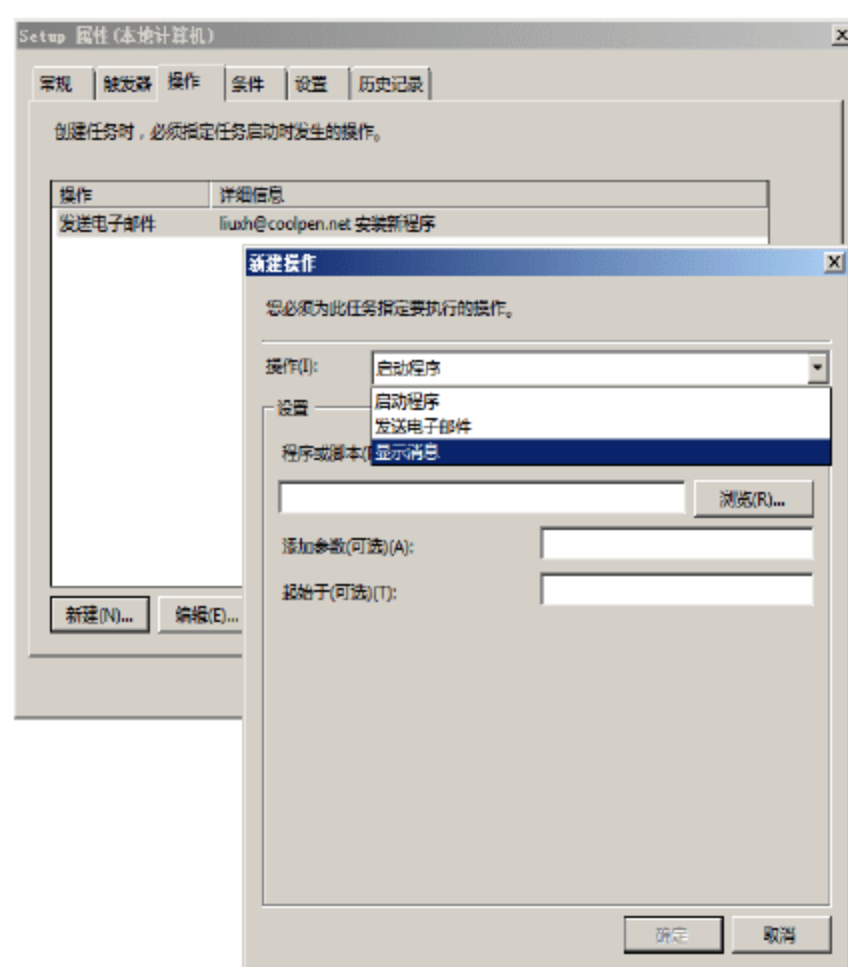 Setup 属性(本地计算机)
常规 触发器 操作 条件 设置 历史记录
创建任务时，必须指定任务启动时发生的操作。
操作 详细信息
发送电子邮件 liuxh@coolpen.net 安装新程序
新建操作
您必须为此任务指定要执行的操作。
操作(I): 启动程序
启动程序
设置
发送电子邮件
程序或脚本( 显示消息
浏览(R)...
添加参数(可选)(A):
起始于(可选)(T):
新建(N)... 编辑(E)...
确定 取消